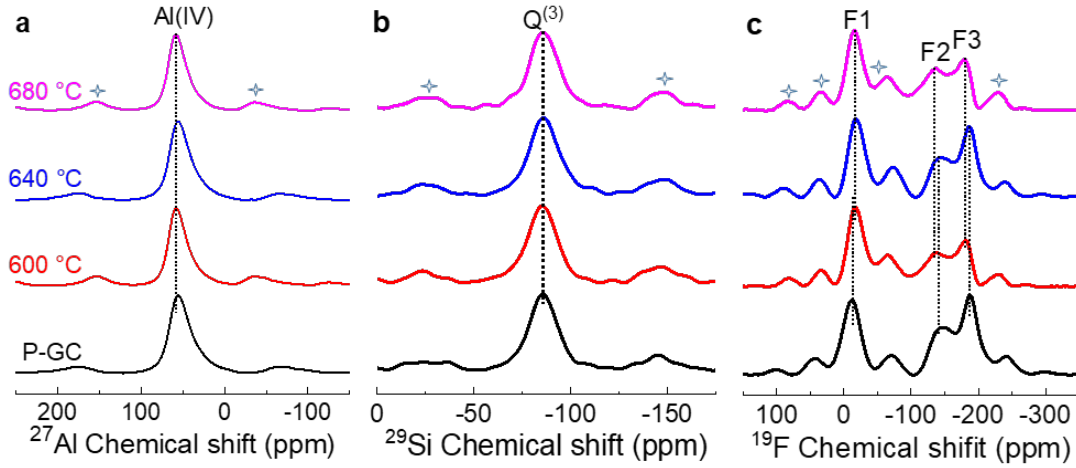 a
Al(IV)
680 °C
640 °C
600 °C
P-GC
200 100 0 -100
27Al Chemical shift (ppm)
b
Q(3)
0 -50 -100 -150
29Si Chemical shift (ppm)
c
F1
F2
F3
100 0 -100 -200 -300
19F Chemical shifit (ppm)